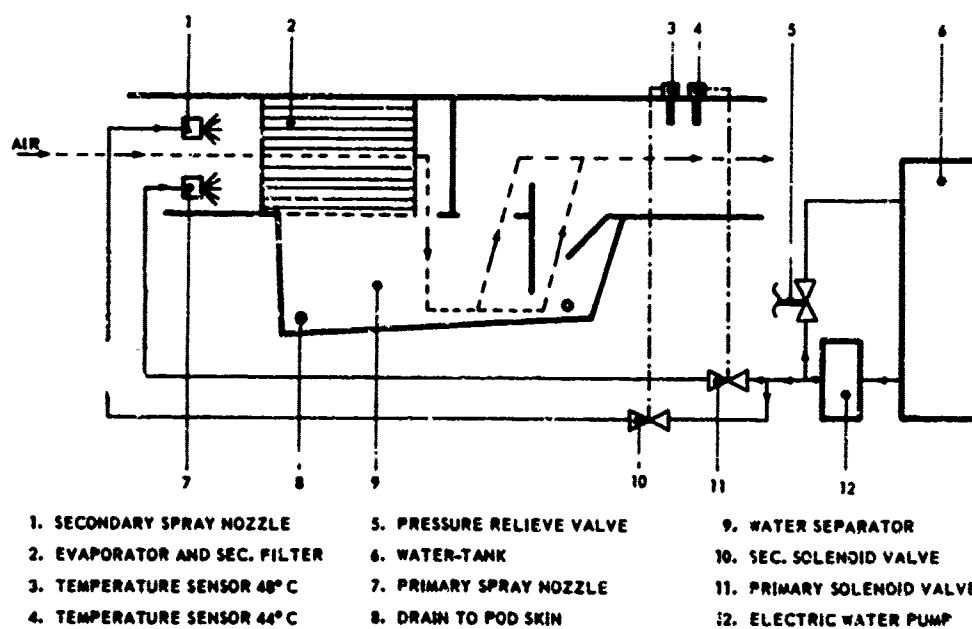 1 2 3 4 5 6
AIR
7 8 9 10 11 12
1. SECONDARY SPRAY NOZZLE
2. EVAPORATOR AND SEC. FILTER
3. TEMPERATURE SENSOR 48° C
4. TEMPERATURE SENSOR 44° C
5. PRESSURE RELIEVE VALVE
6. WATER-TANK
7. PRIMARY SPRAY NOZZLE
8. DRAIN TO POD SKIN
9. WATER SEPARATOR
10. SEC. SOLENOID VALVE
11. PRIMARY SOLENOID VALVE
12. ELECTRIC WATER PUMP